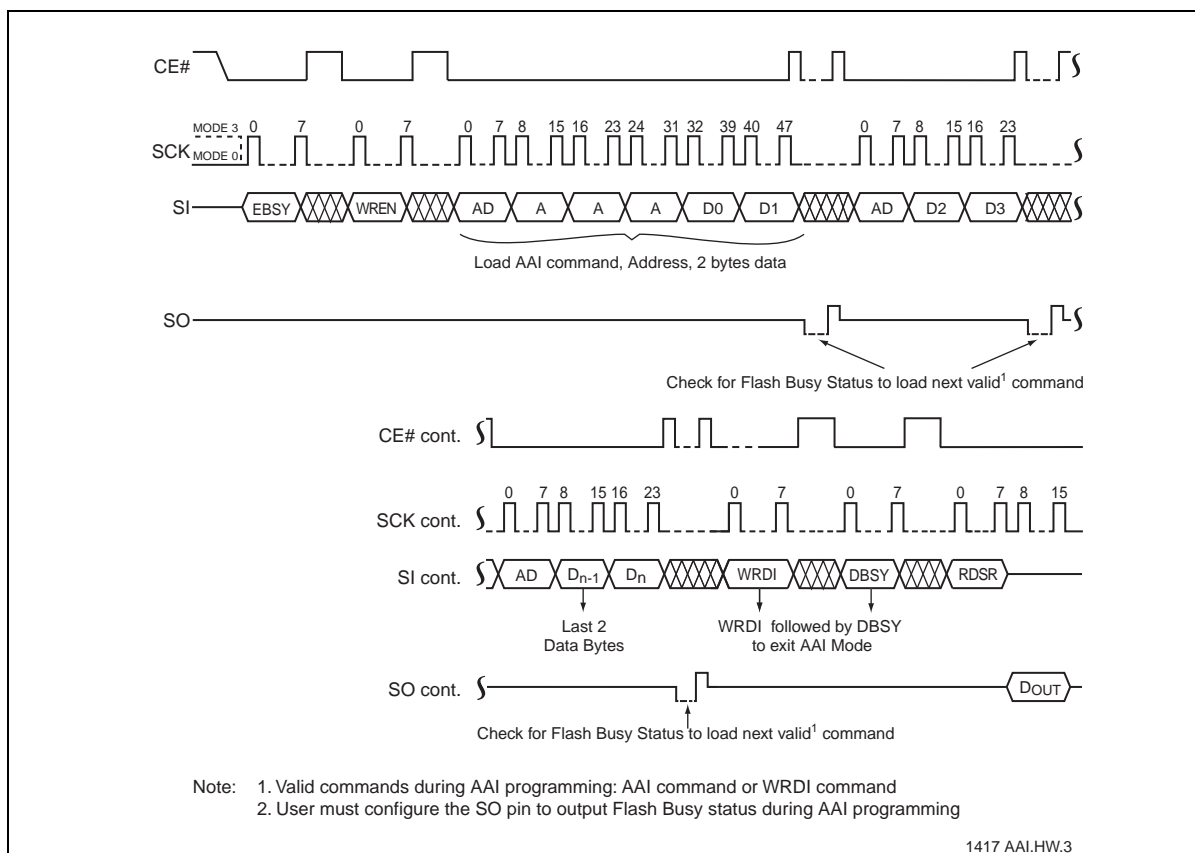 CE#
MODE 3
MODE 0
SCK
0 7 0 7 0 7 8 15 16 23 24 31 32 39 40 47 0 7 8 15 16 23
SI
EBSY WREN AD A A A D0 D1 AD D2 D3
Load AAI command, Address, 2 bytes data
SO
Check for Flash Busy Status to load next valid1 command
CE# cont.
0 7 8 15 16 23 0 7 0 7 0 7 8 15
SCK cont.
SI cont.
AD Dn-1 Dn WRDI DBSY RDSR
Last 2
Data Bytes
WRDI followed by DBSY
to exit AAI Mode
SO cont.
DOUT
Check for Flash Busy Status to load next valid1 command
Note: 1. Valid commands during AAI programming: AAI command or WRDI command
2. User must configure the SO pin to output Flash Busy status during AAI programming
1417 AAI.HW.3